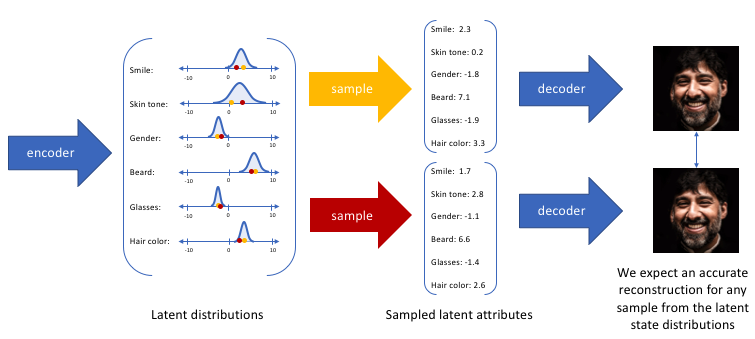 encoder
Smile:
-10 0 10
Skin tone:
-10 0 10
Gender:
-10 0 10
Beard:
-10 0 10
Glasses:
-10 0 10
Hair color:
-10 0 10
Latent distributions
sample
sample
Smile: 2.3
Skin tone: 0.2
Gender: -1.8
Beard: 7.1
Glasses: -1.9
Hair color: 3.3
Smile: 1.7
Skin tone: 2.8
Gender: -1.1
Beard: 6.6
Glasses: -1.4
Hair color: 2.6
Sampled latent attributes
decoder
decoder
We expect an accurate
reconstruction for any
sample from the latent
state distributions